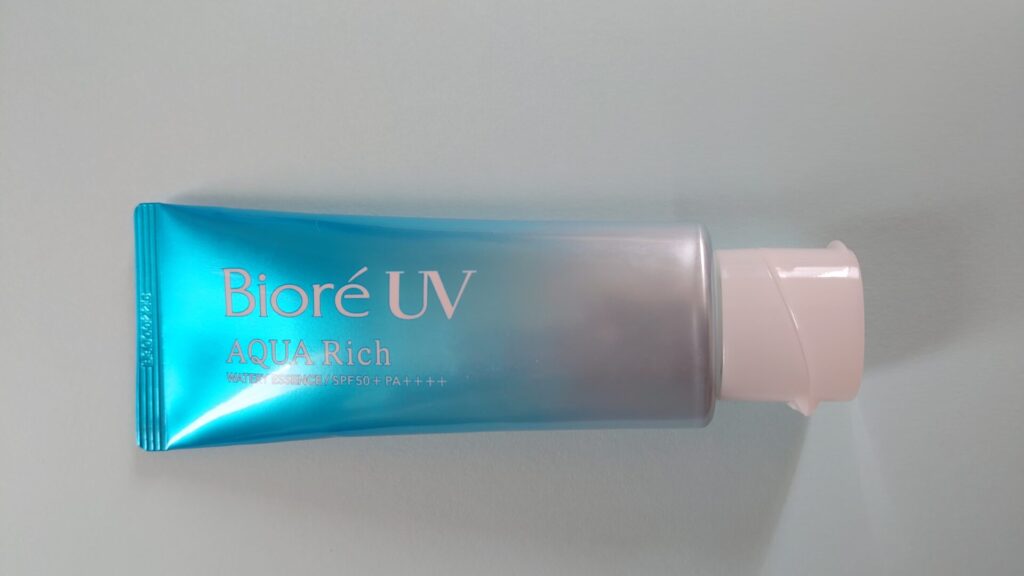 Bioré UV
AQUA Rich
WATERY ESSENCE / SPF50+ PA++++